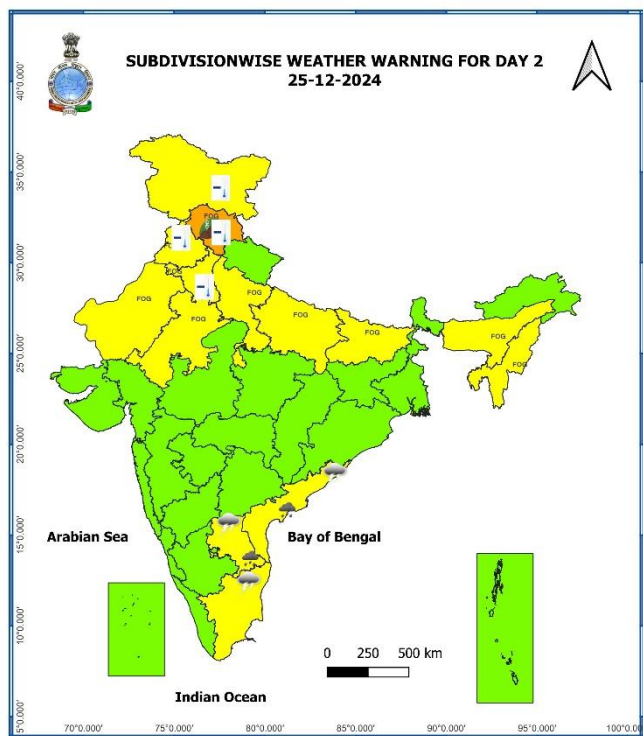 SUBDIVISIONWISE WEATHER WARNING FOR DAY 2
25-12-2024
40°0.000'
35°0.000'
30°0.000'
25°0.000'
20°0.000'
15°0.000'
10°0.000'
5°0.000'
FOG
FOG
FOG
FOG
FOG
FOG
FOG
FOG
FOG
FOG
Arabian Sea
Bay of Bengal
0 250 500 km
Indian Ocean
70°0.000' 75°0.000' 80°0.000' 85°0.000' 90°0.000' 95°0.000' 100°0.000'